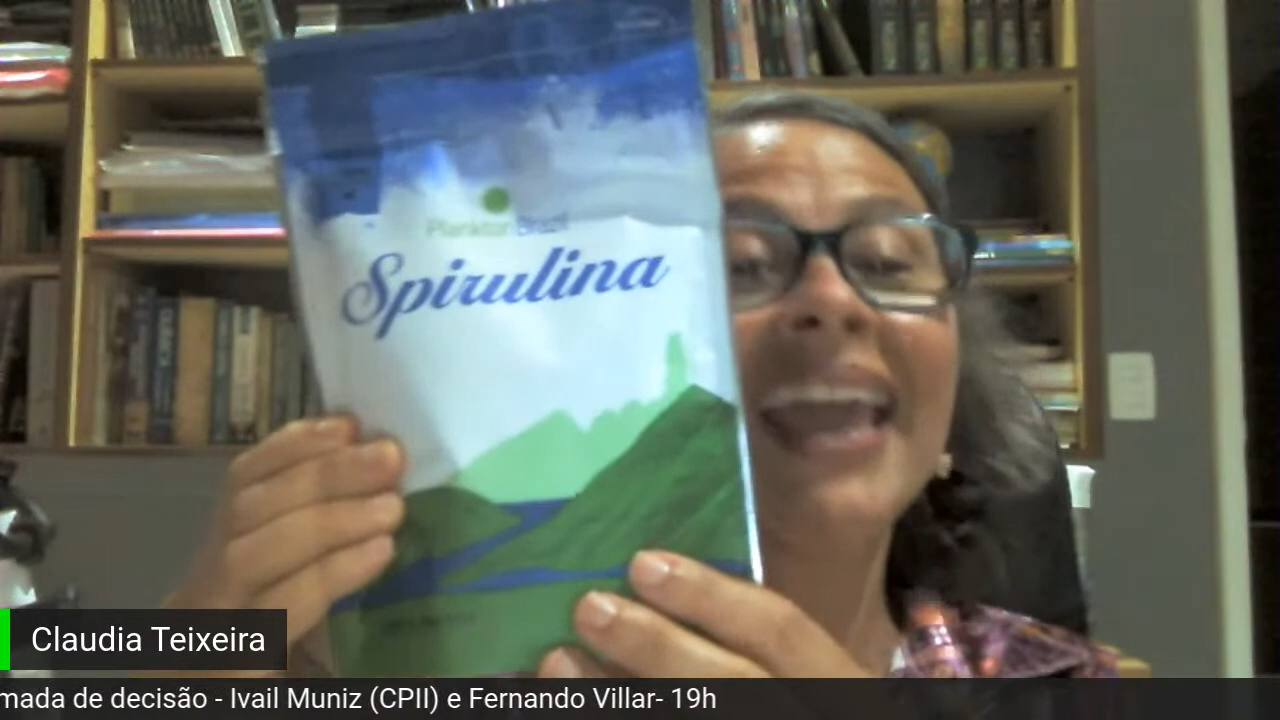 Plankton Brazil
Spirulina
Claudia Teixeira
mada de decisão - Ivail Muniz (CPII) e Fernando Villar- 19h